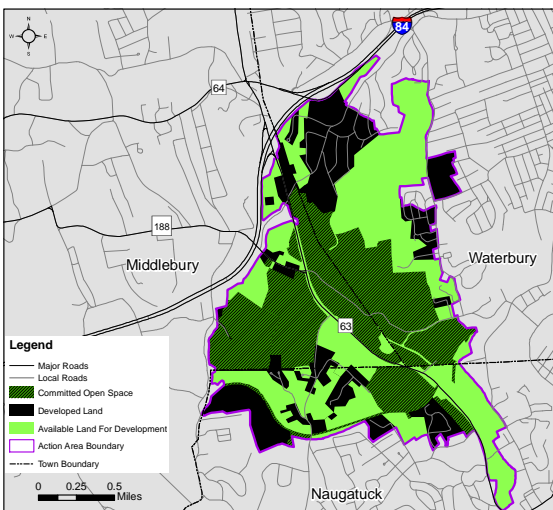 N
W E
S
84
64
188
Middlebury
Waterbury
63
Legend
Major Roads
Local Roads
Committed Open Space
Developed Land
Available Land For Development
Action Area Boundary
Town Boundary
0 0.25 0.5
Miles
Naugatuck